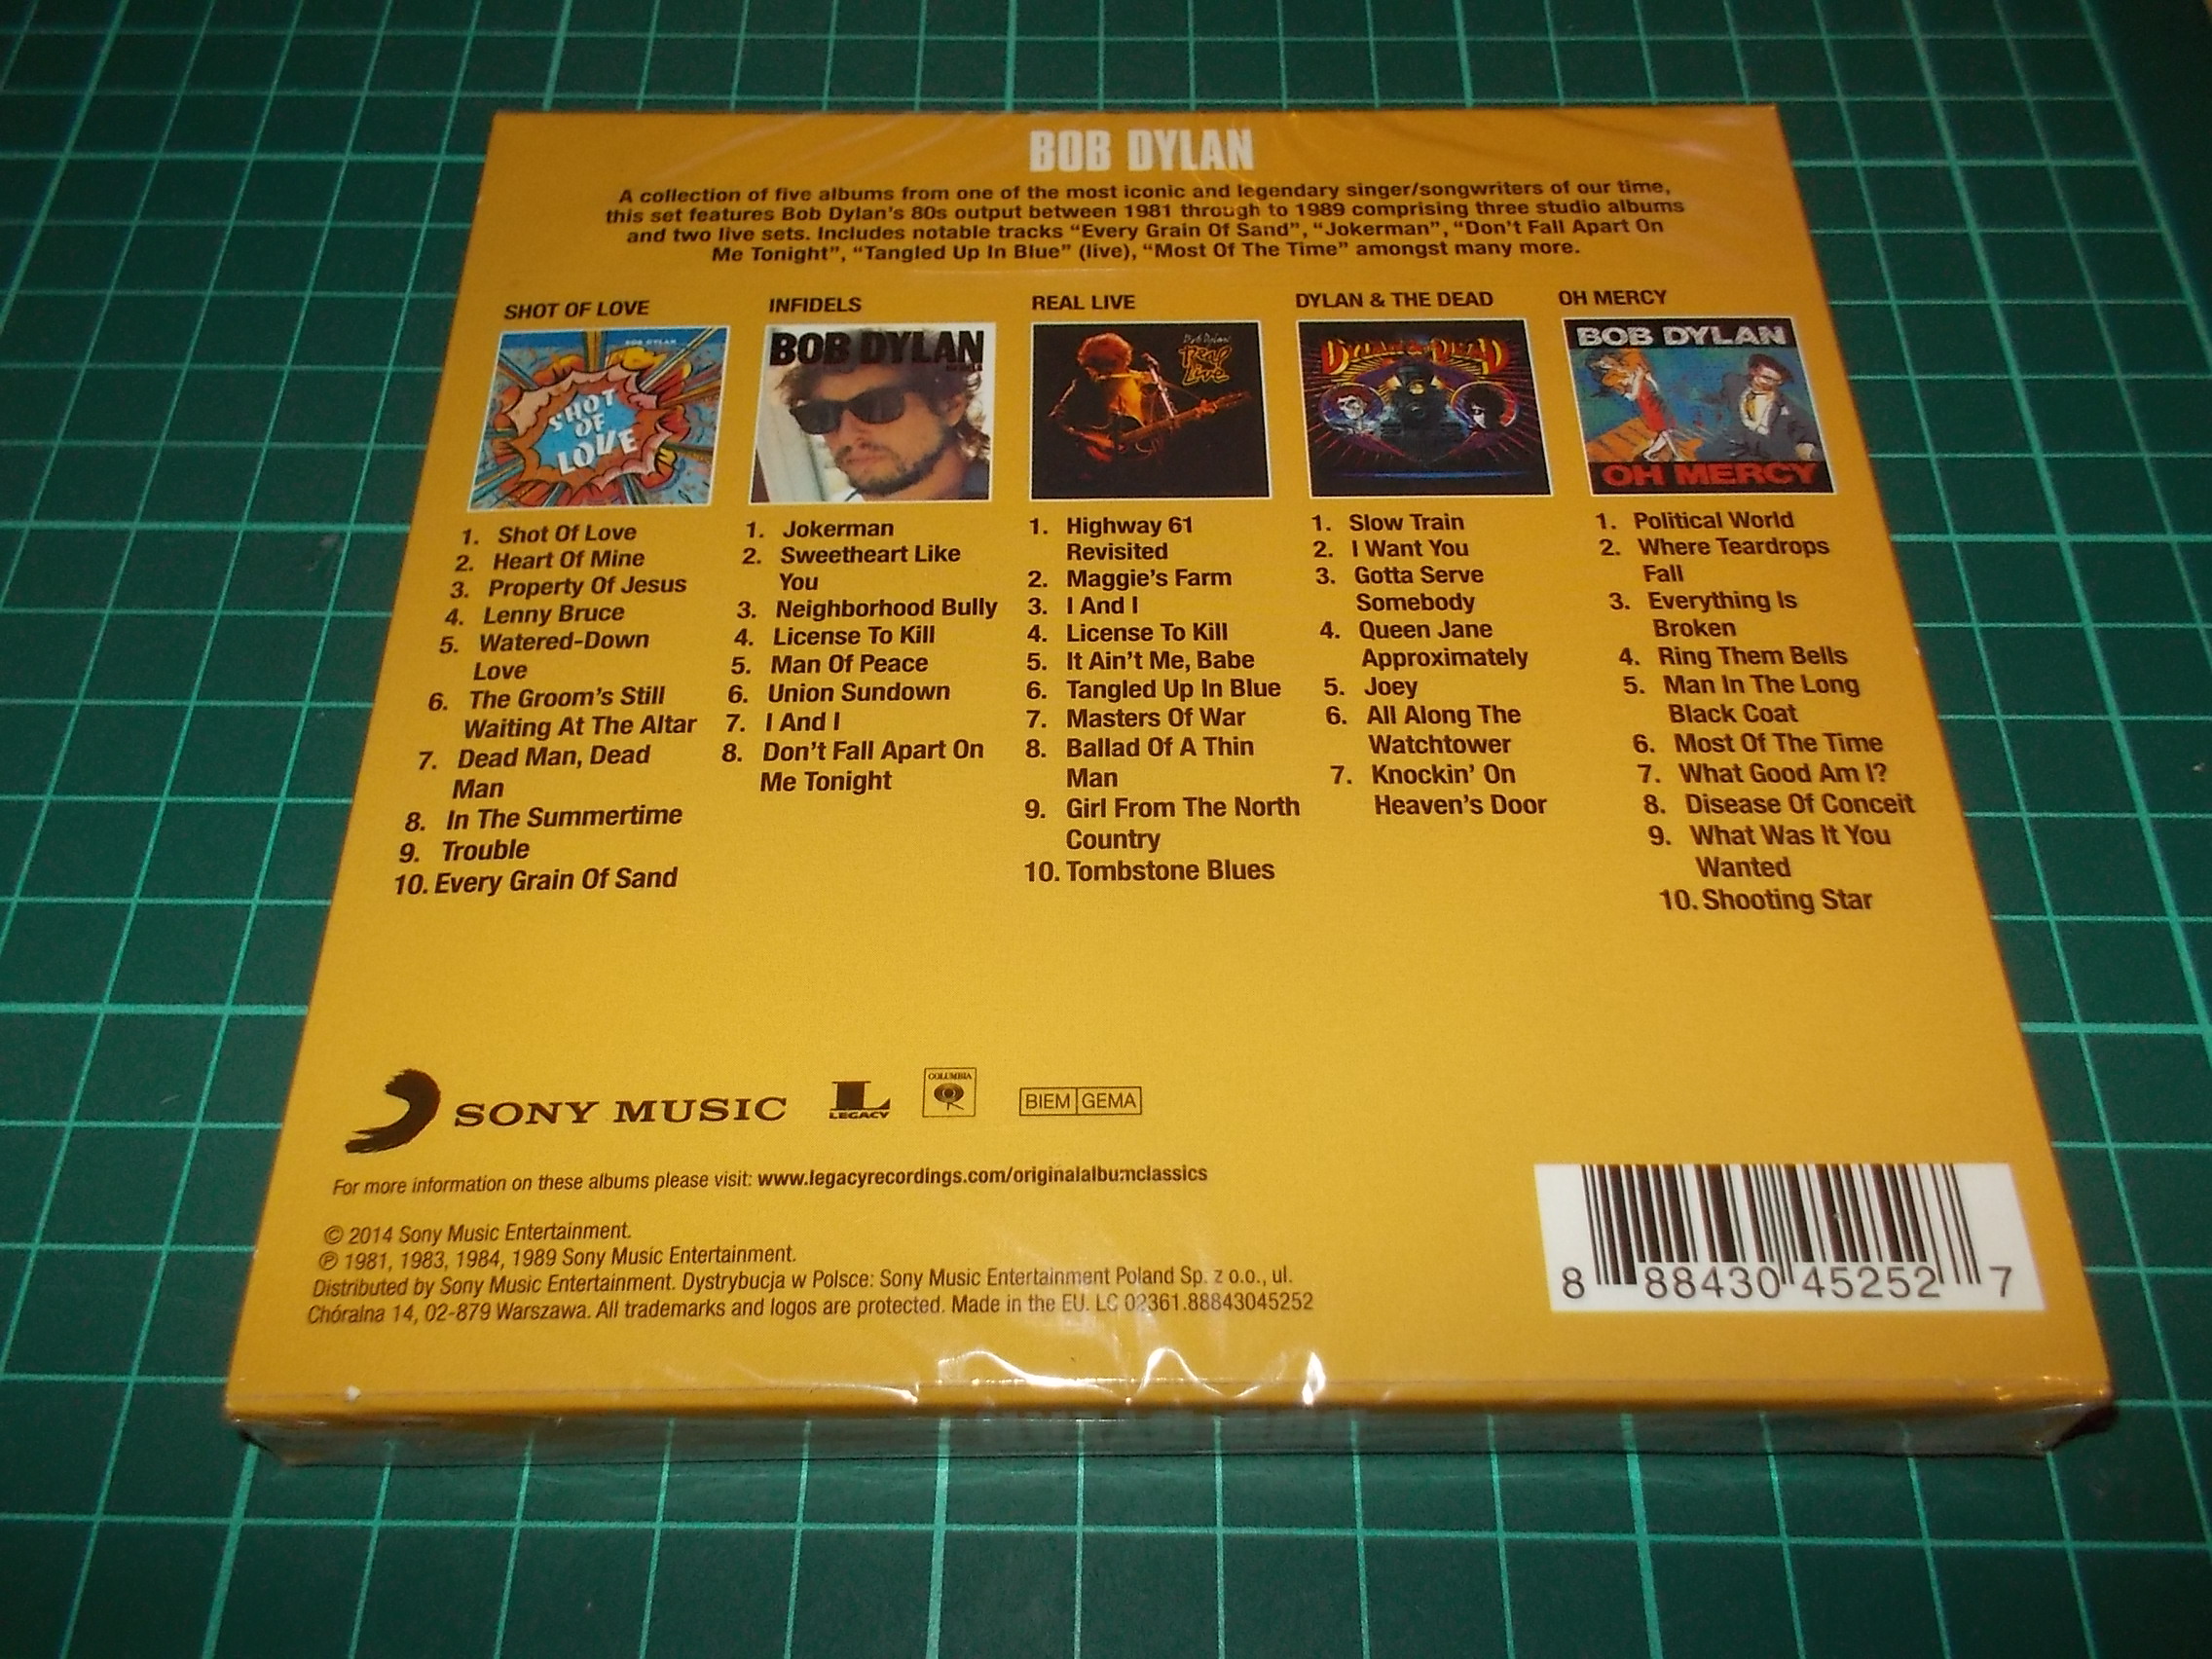 BOB DYLAN
A collection of five albums from one of the most iconic and legendary singer/songwriters of our time,
this set features Bob Dylan's 80s output between 1981 through to 1989 comprising three studio albums
and two live sets. Includes notable tracks "Every Grain Of Sand", "Jokerman", "Don't Fall Apart On
Me Tonight", "Tangled Up In Blue" (live), "Most Of The Time" amongst many more.
SHOT OF LOVE
BOB DYLAN
SHOT
OF
LOVE
1. Shot Of Love
2. Heart Of Mine
3. Property Of Jesus
4. Lenny Bruce
5. Watered-Down
Love
6. The Groom's Still
Waiting At The Altar
7. Dead Man, Dead
Man
8. In The Summertime
9. Trouble
10. Every Grain Of Sand
INFIDELS
BOB DYLAN
INFIDELS
1. Jokerman
2. Sweetheart Like
You
3. Neighborhood Bully
4. License To Kill
5. Man Of Peace
6. Union Sundown
7. I And I
8. Don't Fall Apart On
Me Tonight
REAL LIVE
Bob Dylan
Real
Live
1. Highway 61
Revisited
2. Maggie's Farm
3. I And I
4. License To Kill
5. It Ain't Me, Babe
6. Tangled Up In Blue
7. Masters Of War
8. Ballad Of A Thin
Man
9. Girl From The North
Country
10. Tombstone Blues
DYLAN & THE DEAD
DYLAN & THE DEAD
1. Slow Train
2. I Want You
3. Gotta Serve
Somebody
4. Queen Jane
Approximately
5. Joey
6. All Along The
Watchtower
7. Knockin' On
Heaven's Door
OH MERCY
BOB DYLAN
OH MERCY
1. Political World
2. Where Teardrops
Fall
3. Everything Is
Broken
4. Ring Them Bells
5. Man In The Long
Black Coat
6. Most Of The Time
7. What Good Am I?
8. Disease Of Conceit
9. What Was It You
Wanted
10. Shooting Star
SONY MUSIC
L
LEGACY
COLUMBIA
BIEM GEMA
For more information on these albums please visit: www.legacyrecordings.com/originalalbumclassics
© 2014 Sony Music Entertainment.
℗ 1981, 1983, 1984, 1989 Sony Music Entertainment.
Distributed by Sony Music Entertainment. Dystrybucja w Polsce: Sony Music Entertainment Poland Sp. z o.o., ul.
Chóralna 14, 02-879 Warszawa. All trademarks and logos are protected. Made in the EU. LC 02361.88843045252
8 88430 45252 7